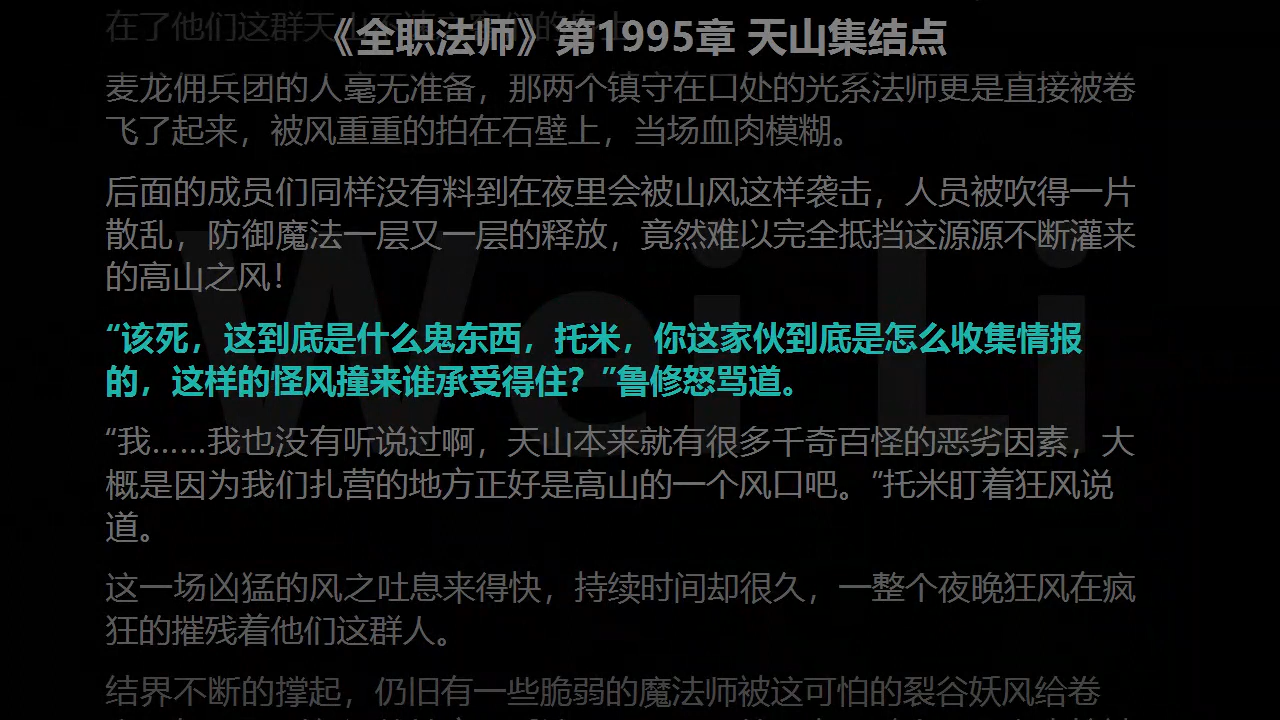 《全职法师》第1995章 天山集结点
麦龙佣兵团的人毫无准备，那两个镇守在口处的光系法师更是直接被卷
飞了起来，被风重重的拍在石壁上，当场血肉模糊。
后面的成员们同样没有料到在夜里会被山风这样袭击，人员被吹得一片
散乱，防御魔法一层又一层的释放，竟然难以完全抵挡这源源不断灌来
的高山之风！
“该死，这到底是什么鬼东西，托米，你这家伙到底是怎么收集情报
的，这样的怪风撞来谁承受得住？”鲁修怒骂道。
“我……我也没有听说过啊，天山本来就有很多千奇百怪的恶劣因素，大
概是因为我们扎营的地方正好是高山的一个风口吧。”托米盯着狂风说
道。
这一场凶猛的风之吐息来得快，持续时间却很久，一整个夜晚狂风在疯
狂的摧残着他们这群人。
结界不断的撑起，仍旧有一些脆弱的魔法师被这可怕的裂谷妖风给卷
Wei Li